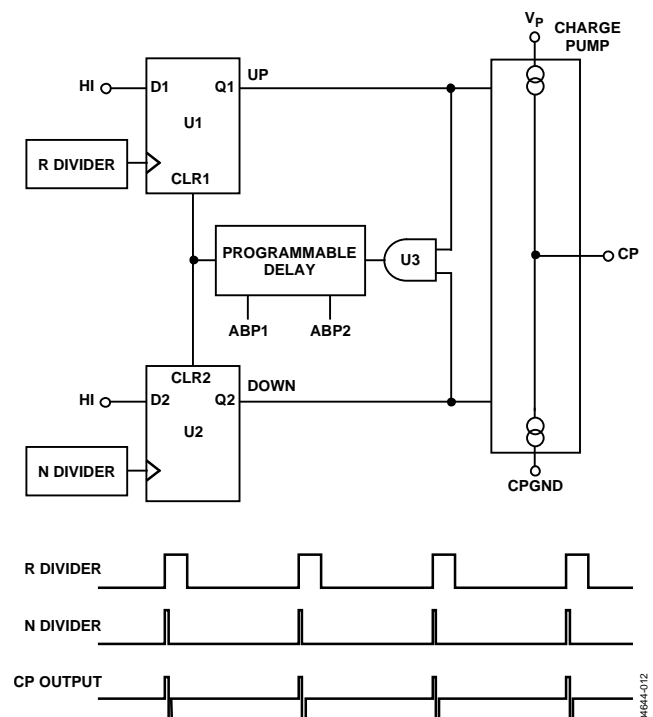 VP
CHARGE
PUMP
UP
HI
D1
Q1
U1
R DIVIDER
CLR1
PROGRAMMABLE
DELAY
U3
CP
ABP1
ABP2
CLR2
DOWN
HI
D2
Q2
U2
N DIVIDER
CPGND
R DIVIDER
N DIVIDER
CP OUTPUT